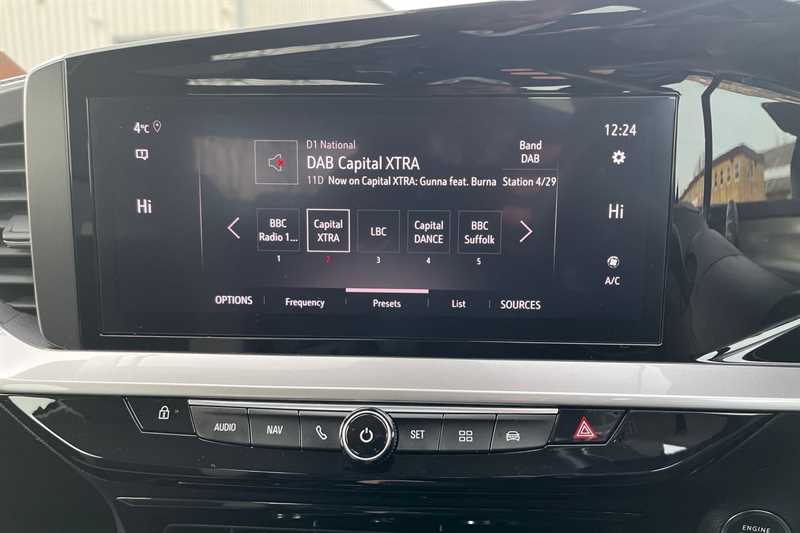 4°C
12:24
D1 National
Band
DAB Capital XTRA
DAB
11D Now on Capital XTRA: Gunna feat. Burna Station 4/29
Hi
Hi
BBC
Radio 1...
Capital
XTRA
LBC
Capital
DANCE
BBC
Suffolk
1
2
3
4
5
A/C
OPTIONS
Frequency
Presets
List
SOURCES
AUDIO
NAV
SET
ENGINE